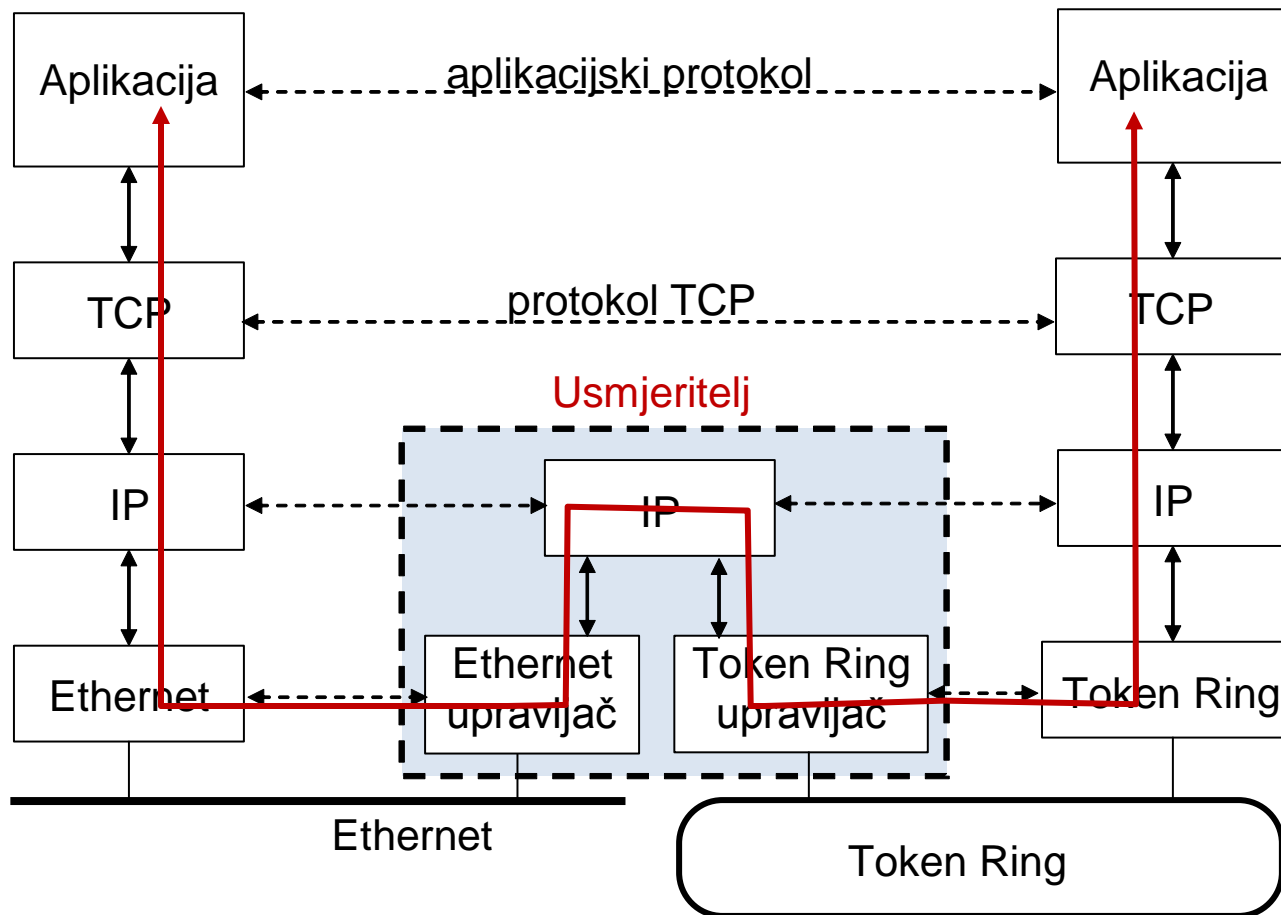 Aplikacija
aplikacijski protokol
Aplikacija
TCP
protokol TCP
TCP
Usmjeritelj
IP
IP
IP
Ethernet
Ethernet
upravljač
Token Ring
upravljač
Token Ring
Ethernet
Token Ring